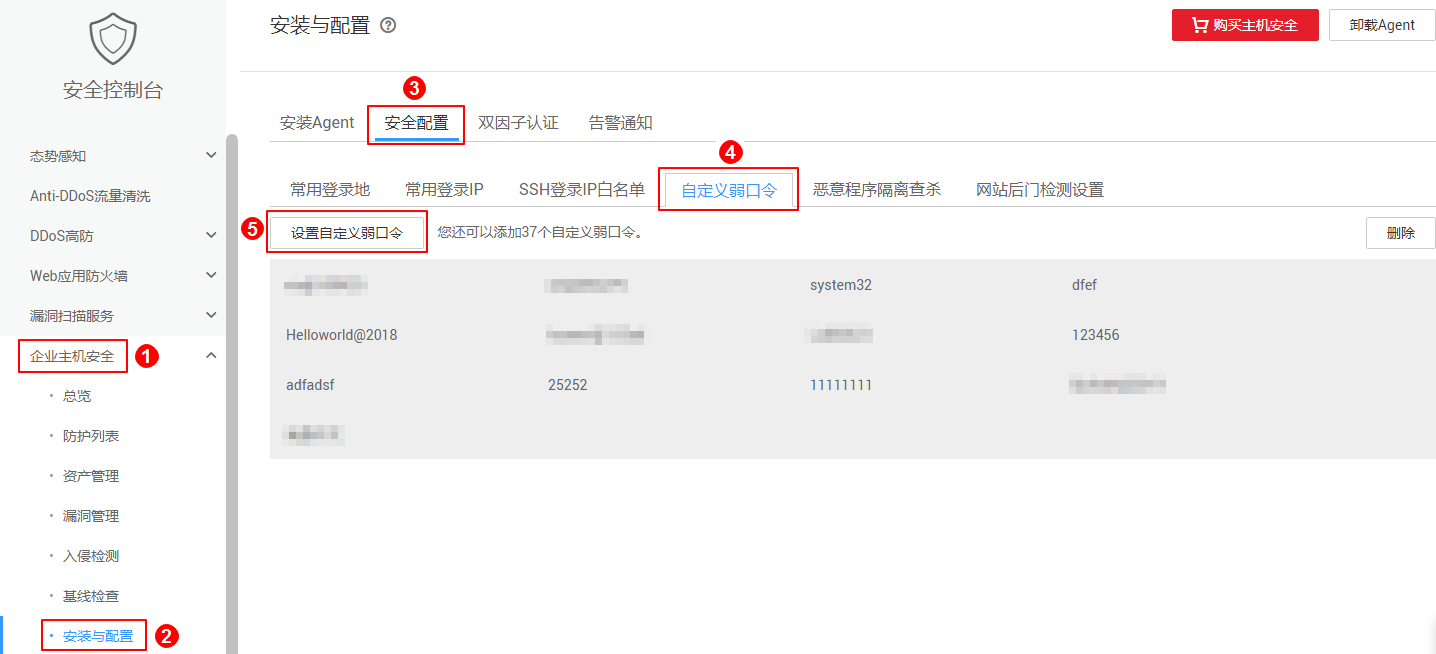 安全控制台
态势感知
Anti-DDoS流量清洗
DDoS高防
Web应用防火墙
漏洞扫描服务
企业主机安全 1
· 总览
· 防护列表
· 资产管理
· 漏洞管理
· 入侵检测
· 基线检查
· 安装与配置 2
安装与配置 ? 购买主机安全 卸载Agent
3
安装Agent 安全配置 双因子认证 告警通知
4
常用登录地 常用登录IP SSH登录IP白名单 自定义弱口令 恶意程序隔离查杀 网站后门检测设置
5 设置自定义弱口令 您还可以添加37个自定义弱口令。 删除
system32 dfef
Helloworld@2018 123456
adfadsf 25252 11111111